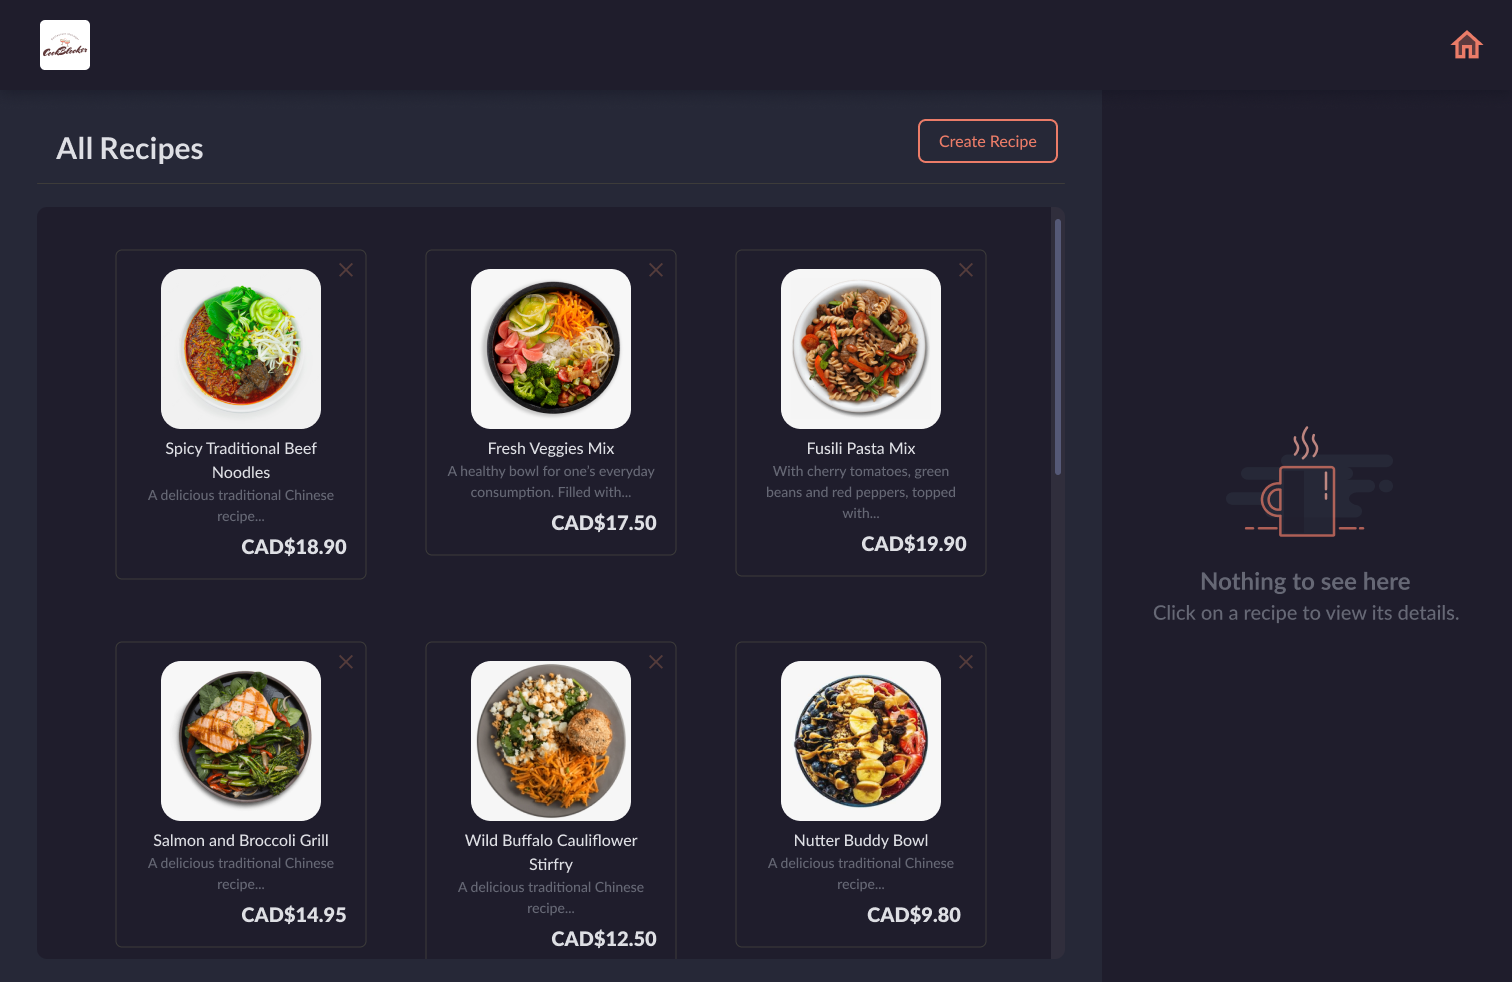 All Recipes
Create Recipe
Spicy Traditional Beef
Noodles
A delicious traditional Chinese
recipe...
CAD$18.90
Fresh Veggies Mix
A healthy bowl for one's everyday
consumption. Filled with...
CAD$17.50
Fusili Pasta Mix
With cherry tomatoes, green
beans and red peppers, topped
with...
CAD$19.90
Salmon and Broccoli Grill
A delicious traditional Chinese
recipe...
CAD$14.95
Wild Buffalo Cauliflower
Stirfry
A delicious traditional Chinese
recipe...
CAD$12.50
Nutter Buddy Bowl
A delicious traditional Chinese
recipe...
CAD$9.80
Nothing to see here
Click on a recipe to view its details.